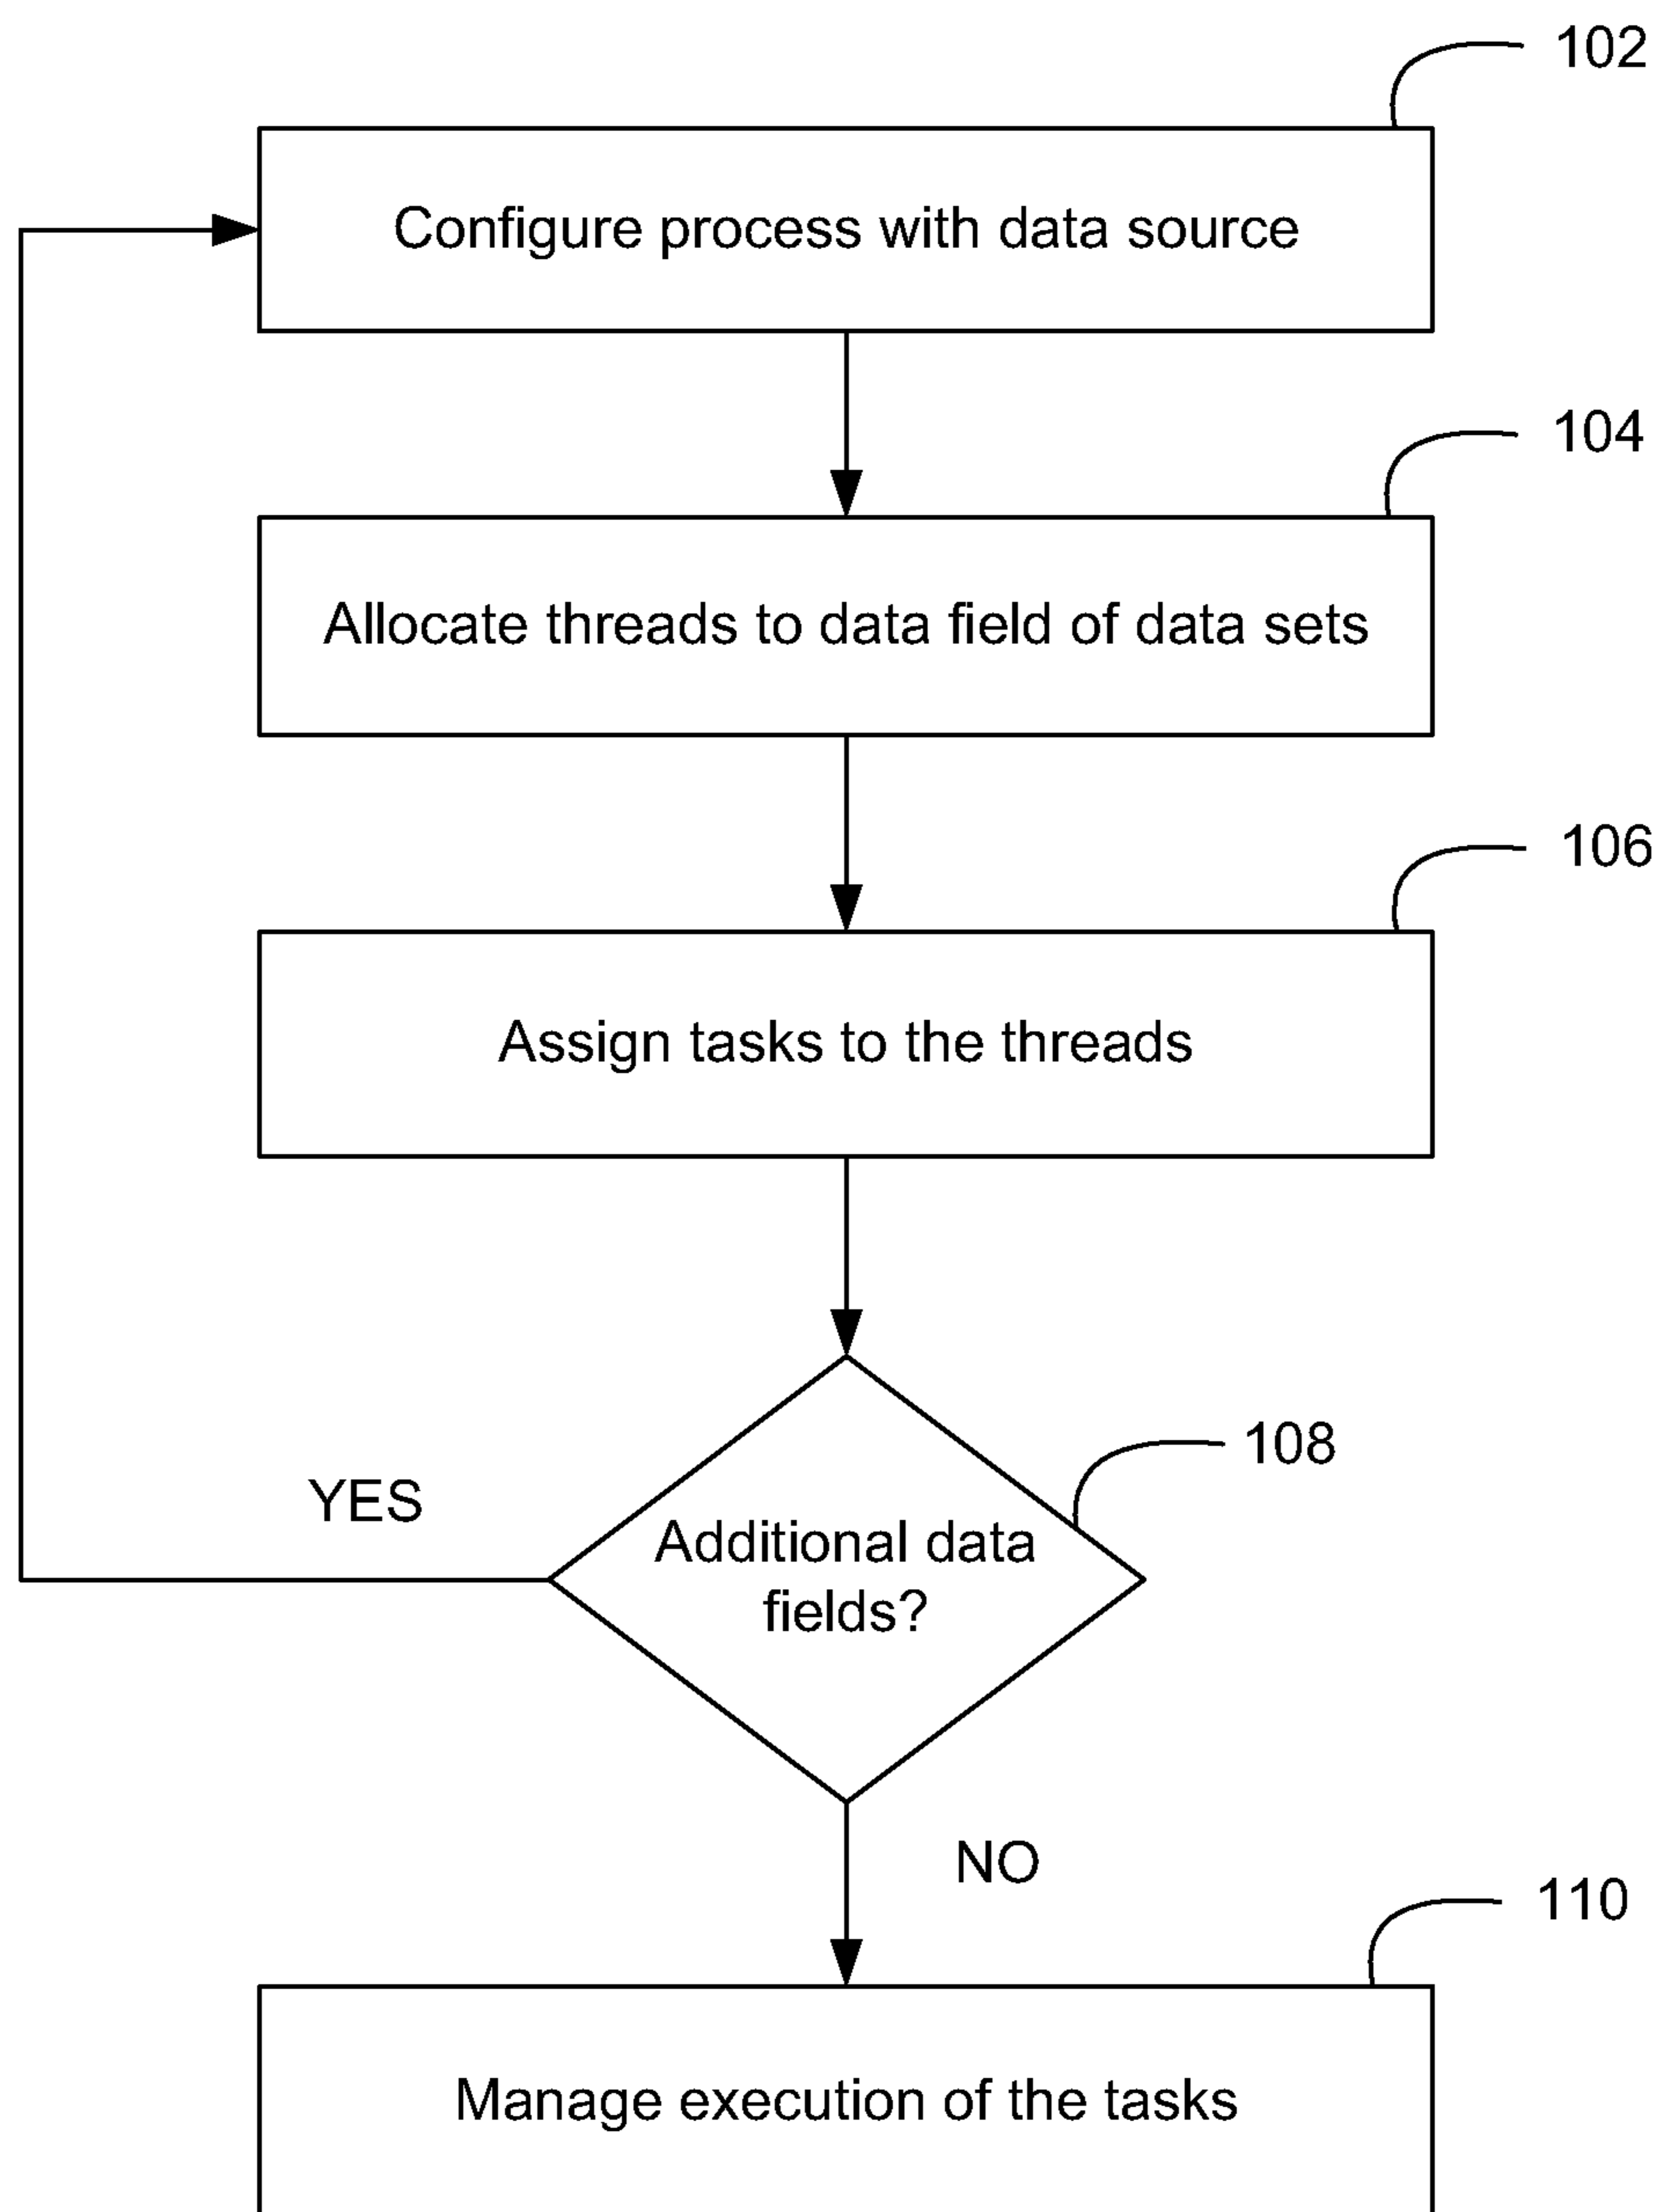 102
Configure process with data source
104
Allocate threads to data field of data sets
106
Assign tasks to the threads
108
YES
Additional data
fields?
NO
110
Manage execution of the tasks